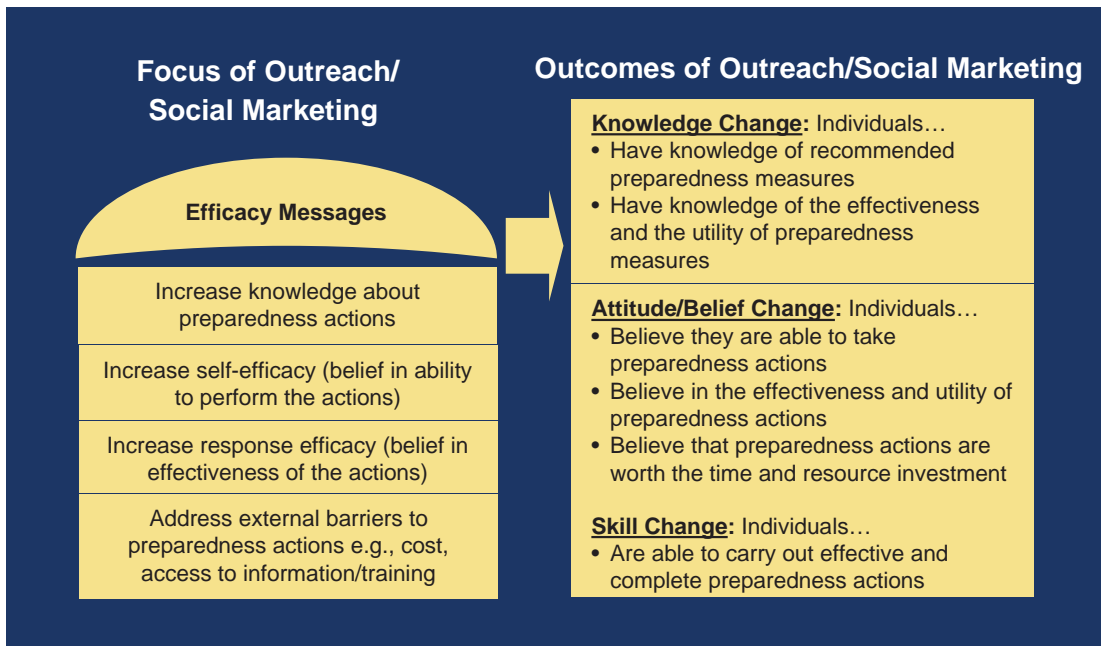 Focus of Outreach/
Social Marketing
Efficacy Messages
Increase knowledge about
preparedness actions
Increase self-efficacy (belief in ability
to perform the actions)
Increase response efficacy (belief in
effectiveness of the actions)
Address external barriers to
preparedness actions e.g., cost,
access to information/training
Outcomes of Outreach/Social Marketing
Knowledge Change: Individuals…
• Have knowledge of recommended
preparedness measures
• Have knowledge of the effectiveness
and the utility of preparedness
measures
Attitude/Belief Change: Individuals…
• Believe they are able to take
preparedness actions
• Believe in the effectiveness and utility of
preparedness actions
• Believe that preparedness actions are
worth the time and resource investment
Skill Change: Individuals…
• Are able to carry out effective and
complete preparedness actions